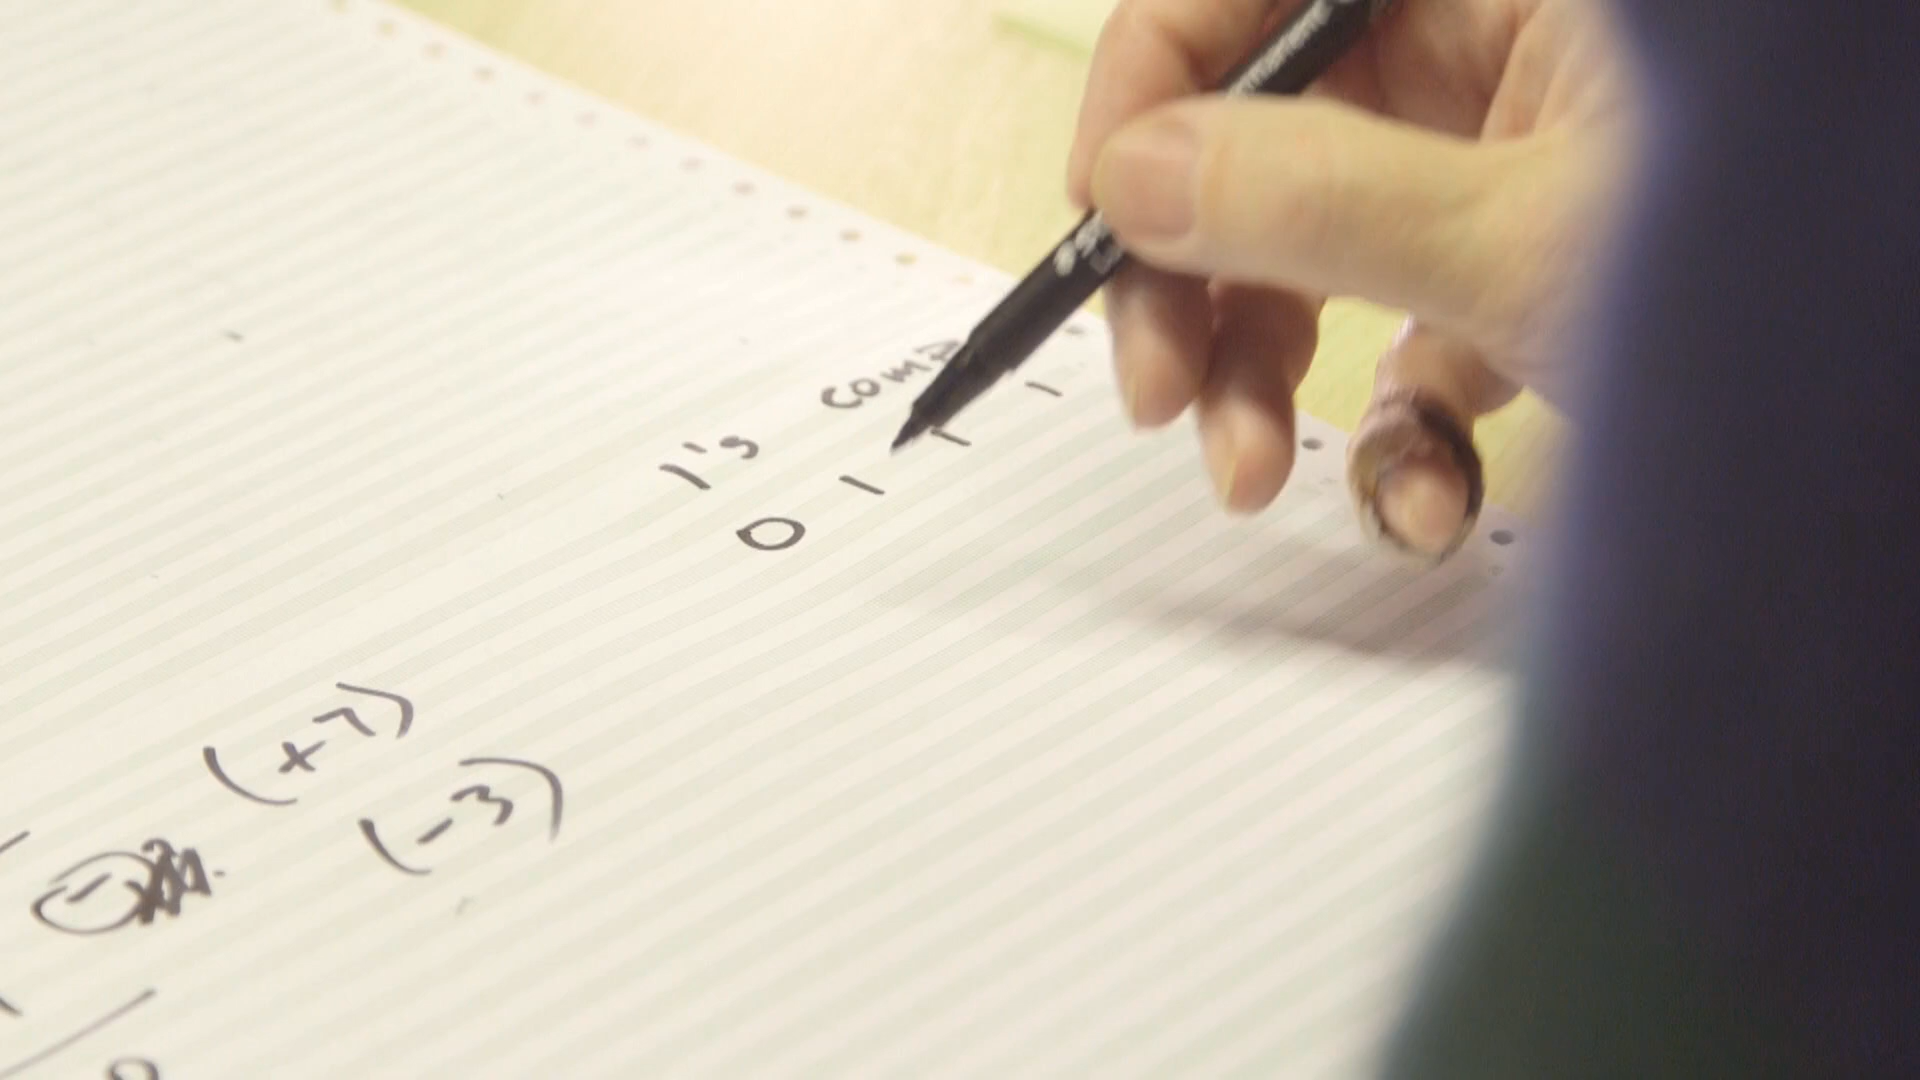 1's comp
0 1 1 1
(+7)
(-3)